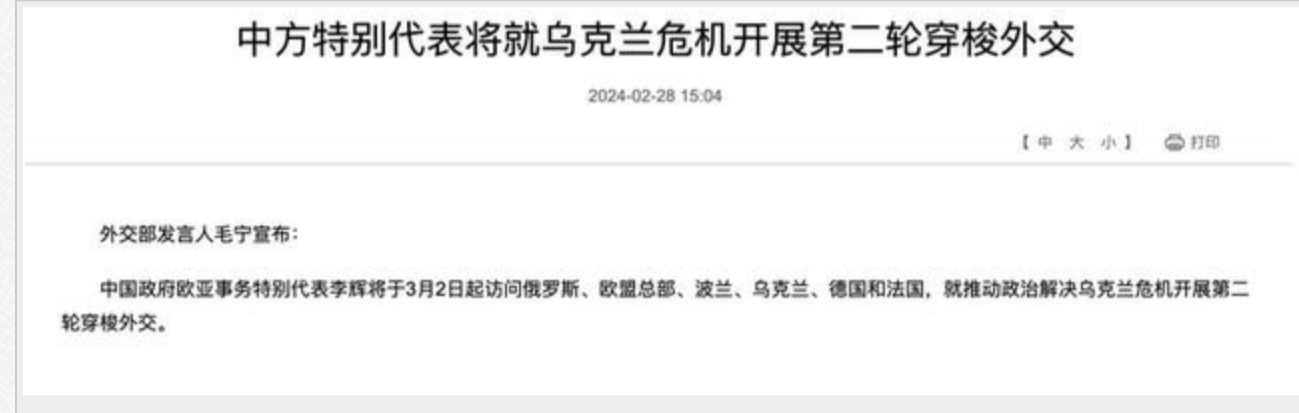 中方特别代表将就乌克兰危机开展第二轮穿梭外交
2024-02-28 15:04
【 中 大 小 】 打印
外交部发言人毛宁宣布：
中国政府欧亚事务特别代表李辉将于3月2日起访问俄罗斯、欧盟总部、波兰、乌克兰、德国和法国，就推动政治解决乌克兰危机开展第二
轮穿梭外交。